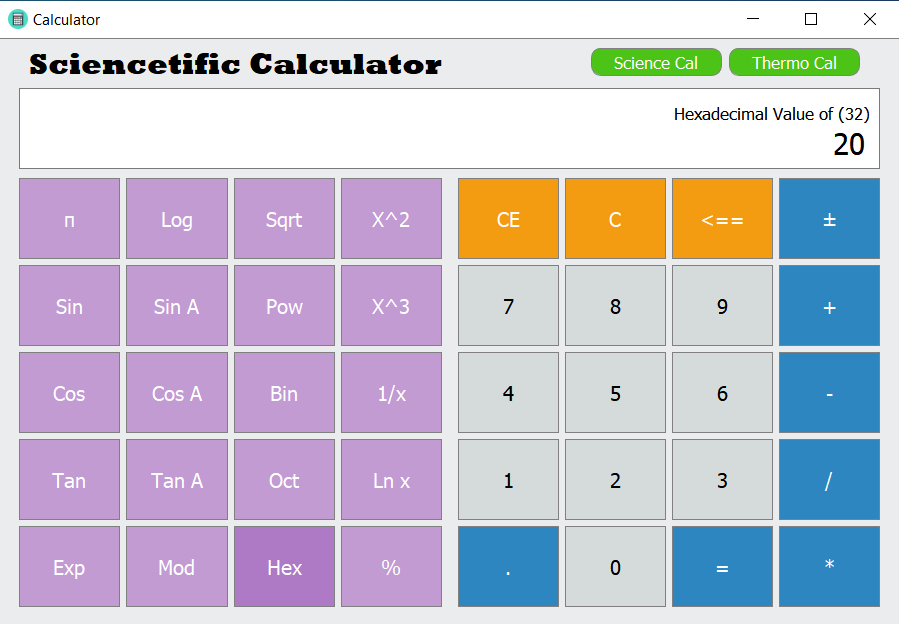 Calculator
Sciencetific Calculator
Science Cal
Thermo Cal
Hexadecimal Value of (32)
20
π Log Sqrt X^2 CE C <== ±
Sin Sin A Pow X^3 7 8 9 +
Cos Cos A Bin 1/x 4 5 6 -
Tan Tan A Oct Ln x 1 2 3 /
Exp Mod Hex % . 0 = *